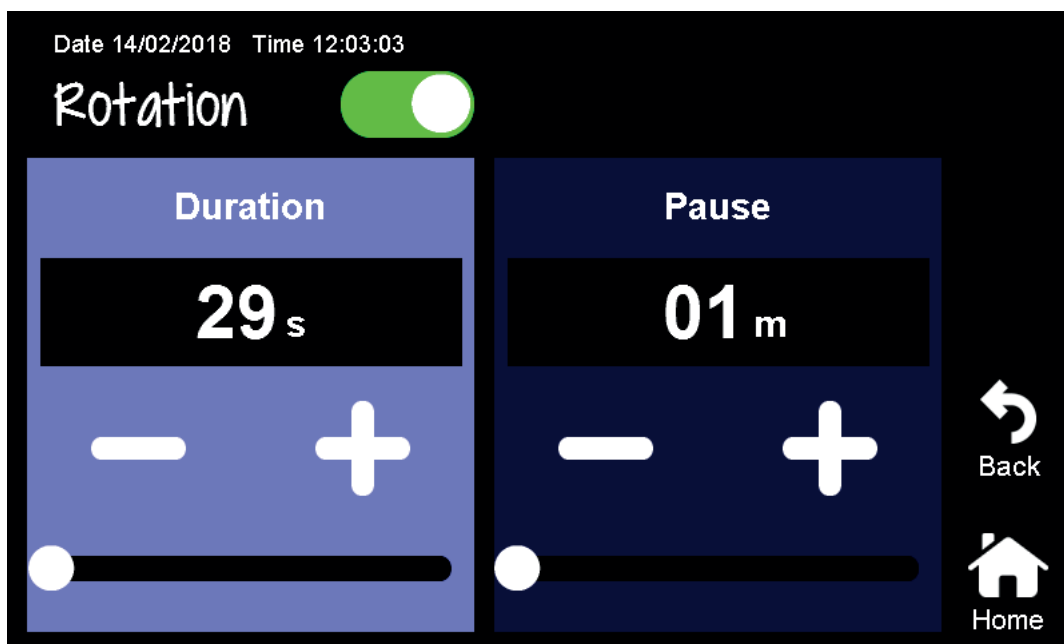 Date 14/02/2018 Time 12:03:03
Rotation
Duration
29 s
Pause
01 m
Back
Home